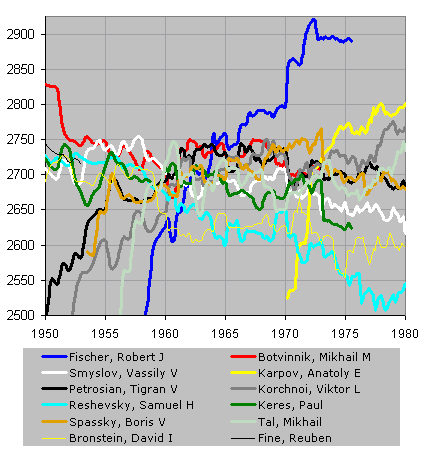 2900
2850
2800
2750
2700
2650
2600
2550
2500
1950 1955 1960 1965 1970 1975 1980
Fischer, Robert J Botvinnik, Mikhail M
Smyslov, Vassily V Karpov, Anatoly E
Petrosian, Tigran V Korchnoi, Viktor L
Reshevsky, Samuel H Keres, Paul
Spassky, Boris V Tal, Mikhail
Bronstein, David I Fine, Reuben